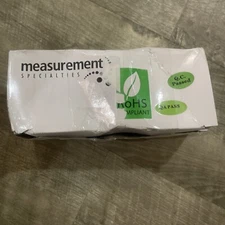 measurement
SPECIALTIES
RoHS
COMPLIANT
Q.C.
Passed